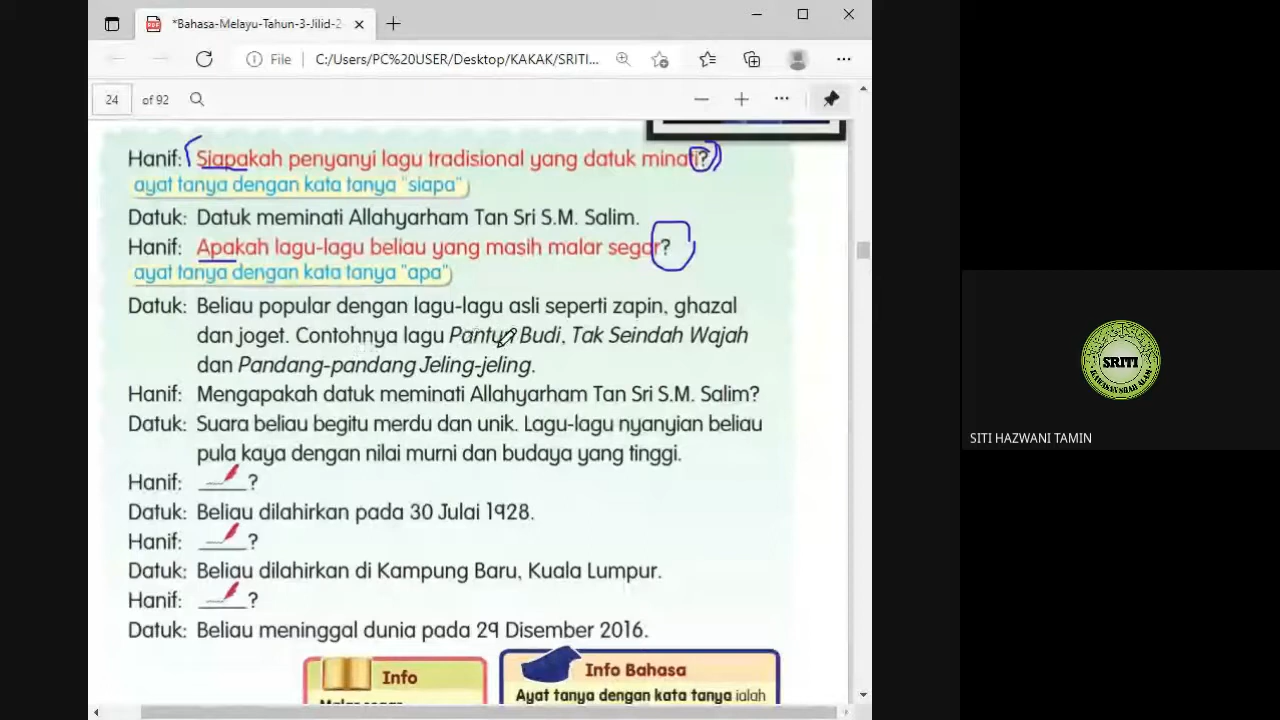 *Bahasa-Melayu-Tahun-3-Jilid-2-
File
C:/Users/PC%20USER/Desktop/KAKAK/SRITI...
24 of 92
Hanif: Siapakah penyanyi lagu tradisional yang datuk minati?
ayat tanya dengan kata tanya "siapa"
Datuk: Datuk meminati Allahyarham Tan Sri S.M. Salim.
Hanif: Apakah lagu-lagu beliau yang masih malar segar?
ayat tanya dengan kata tanya "apa"
Datuk: Beliau popular dengan lagu-lagu asli seperti zapin, ghazal
dan joget. Contohnya lagu Pantun Budi, Tak Seindah Wajah
dan Pandang-pandang Jeling-jeling.
Hanif: Mengapakah datuk meminati Allahyarham Tan Sri S.M. Salim?
Datuk: Suara beliau begitu merdu dan unik. Lagu-lagu nyanyian beliau
pula kaya dengan nilai murni dan budaya yang tinggi.
Hanif: ___?
Datuk: Beliau dilahirkan pada 30 Julai 1928.
Hanif: ___?
Datuk: Beliau dilahirkan di Kampung Baru, Kuala Lumpur.
Hanif: ___?
Datuk: Beliau meninggal dunia pada 29 Disember 2016.
Info
Info Bahasa
Ayat tanya dengan kata tanya ialah
SRITI
SITI HAZWANI TAMIN